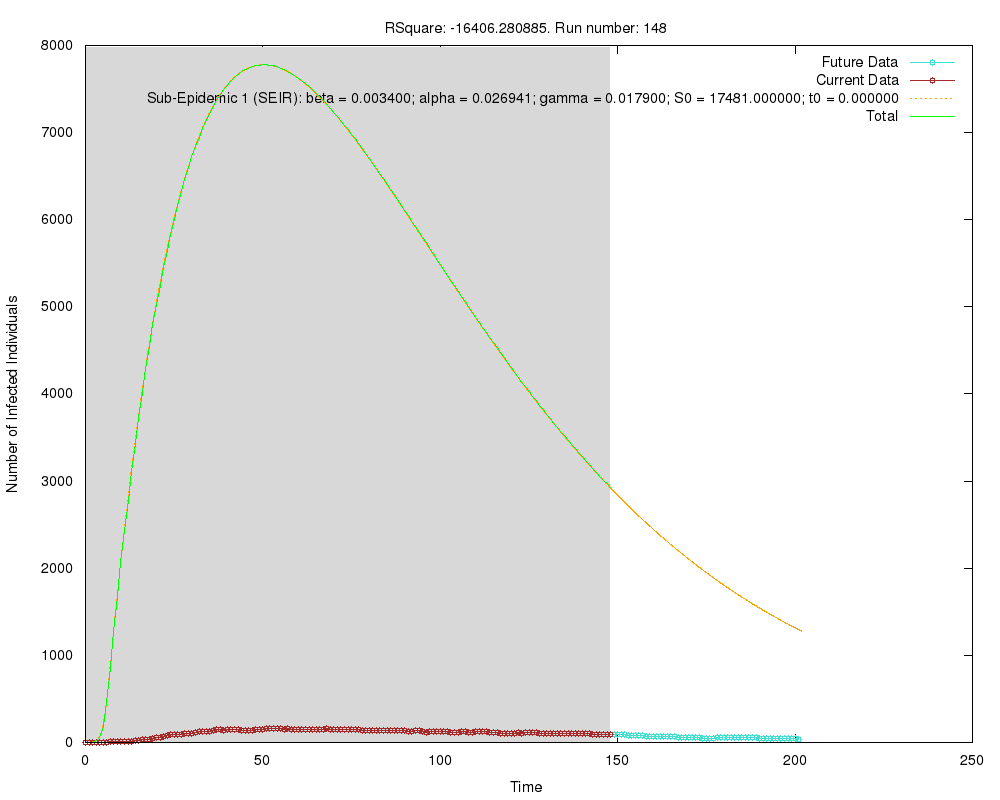 RSquare: -16406.280885. Run number: 148
8000
7000
6000
5000
4000
3000
2000
1000
0
Number of Infected Individuals
Future Data
Current Data
Sub-Epidemic 1 (SEIR): beta = 0.003400; alpha = 0.026941; gamma = 0.017900; S0 = 17481.000000; t0 = 0.000000
Total
0 50 100 150 200 250
Time